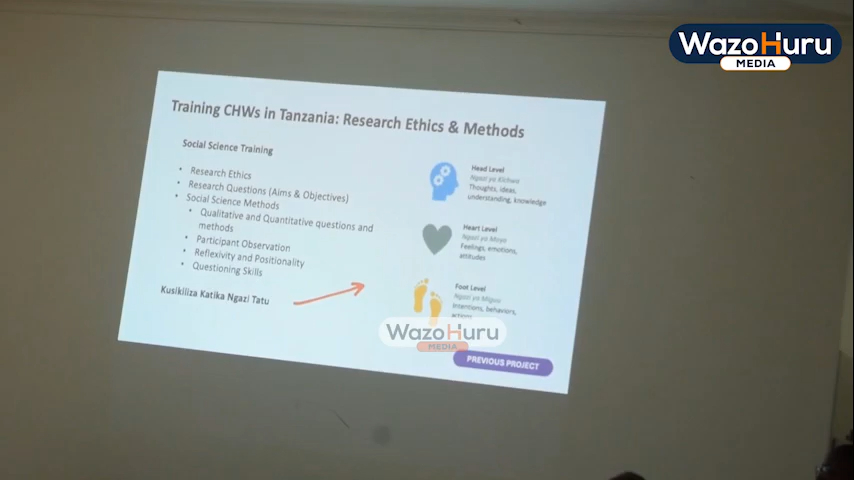 WazoHuru
MEDIA
Training CHWs in Tanzania: Research Ethics & Methods
Social Science Training
• Research Ethics
• Research Questions (Aims & Objectives)
• Social Science Methods
• Qualitative and Quantitative questions and
methods
• Participant Observation
• Reflexivity and Positionality
• Questioning Skills
Kusikiliza Katika Ngazi Tatu
Head Level
Ngazi ya Kichwa
Thoughts, ideas,
understanding, knowledge
Heart Level
Ngazi ya Moyo
Feelings, emotions,
attitudes
Foot Level
Ngazi ya Miguu
Intentions, behaviors,
actions
WazoHuru
MEDIA
PREVIOUS PROJECT